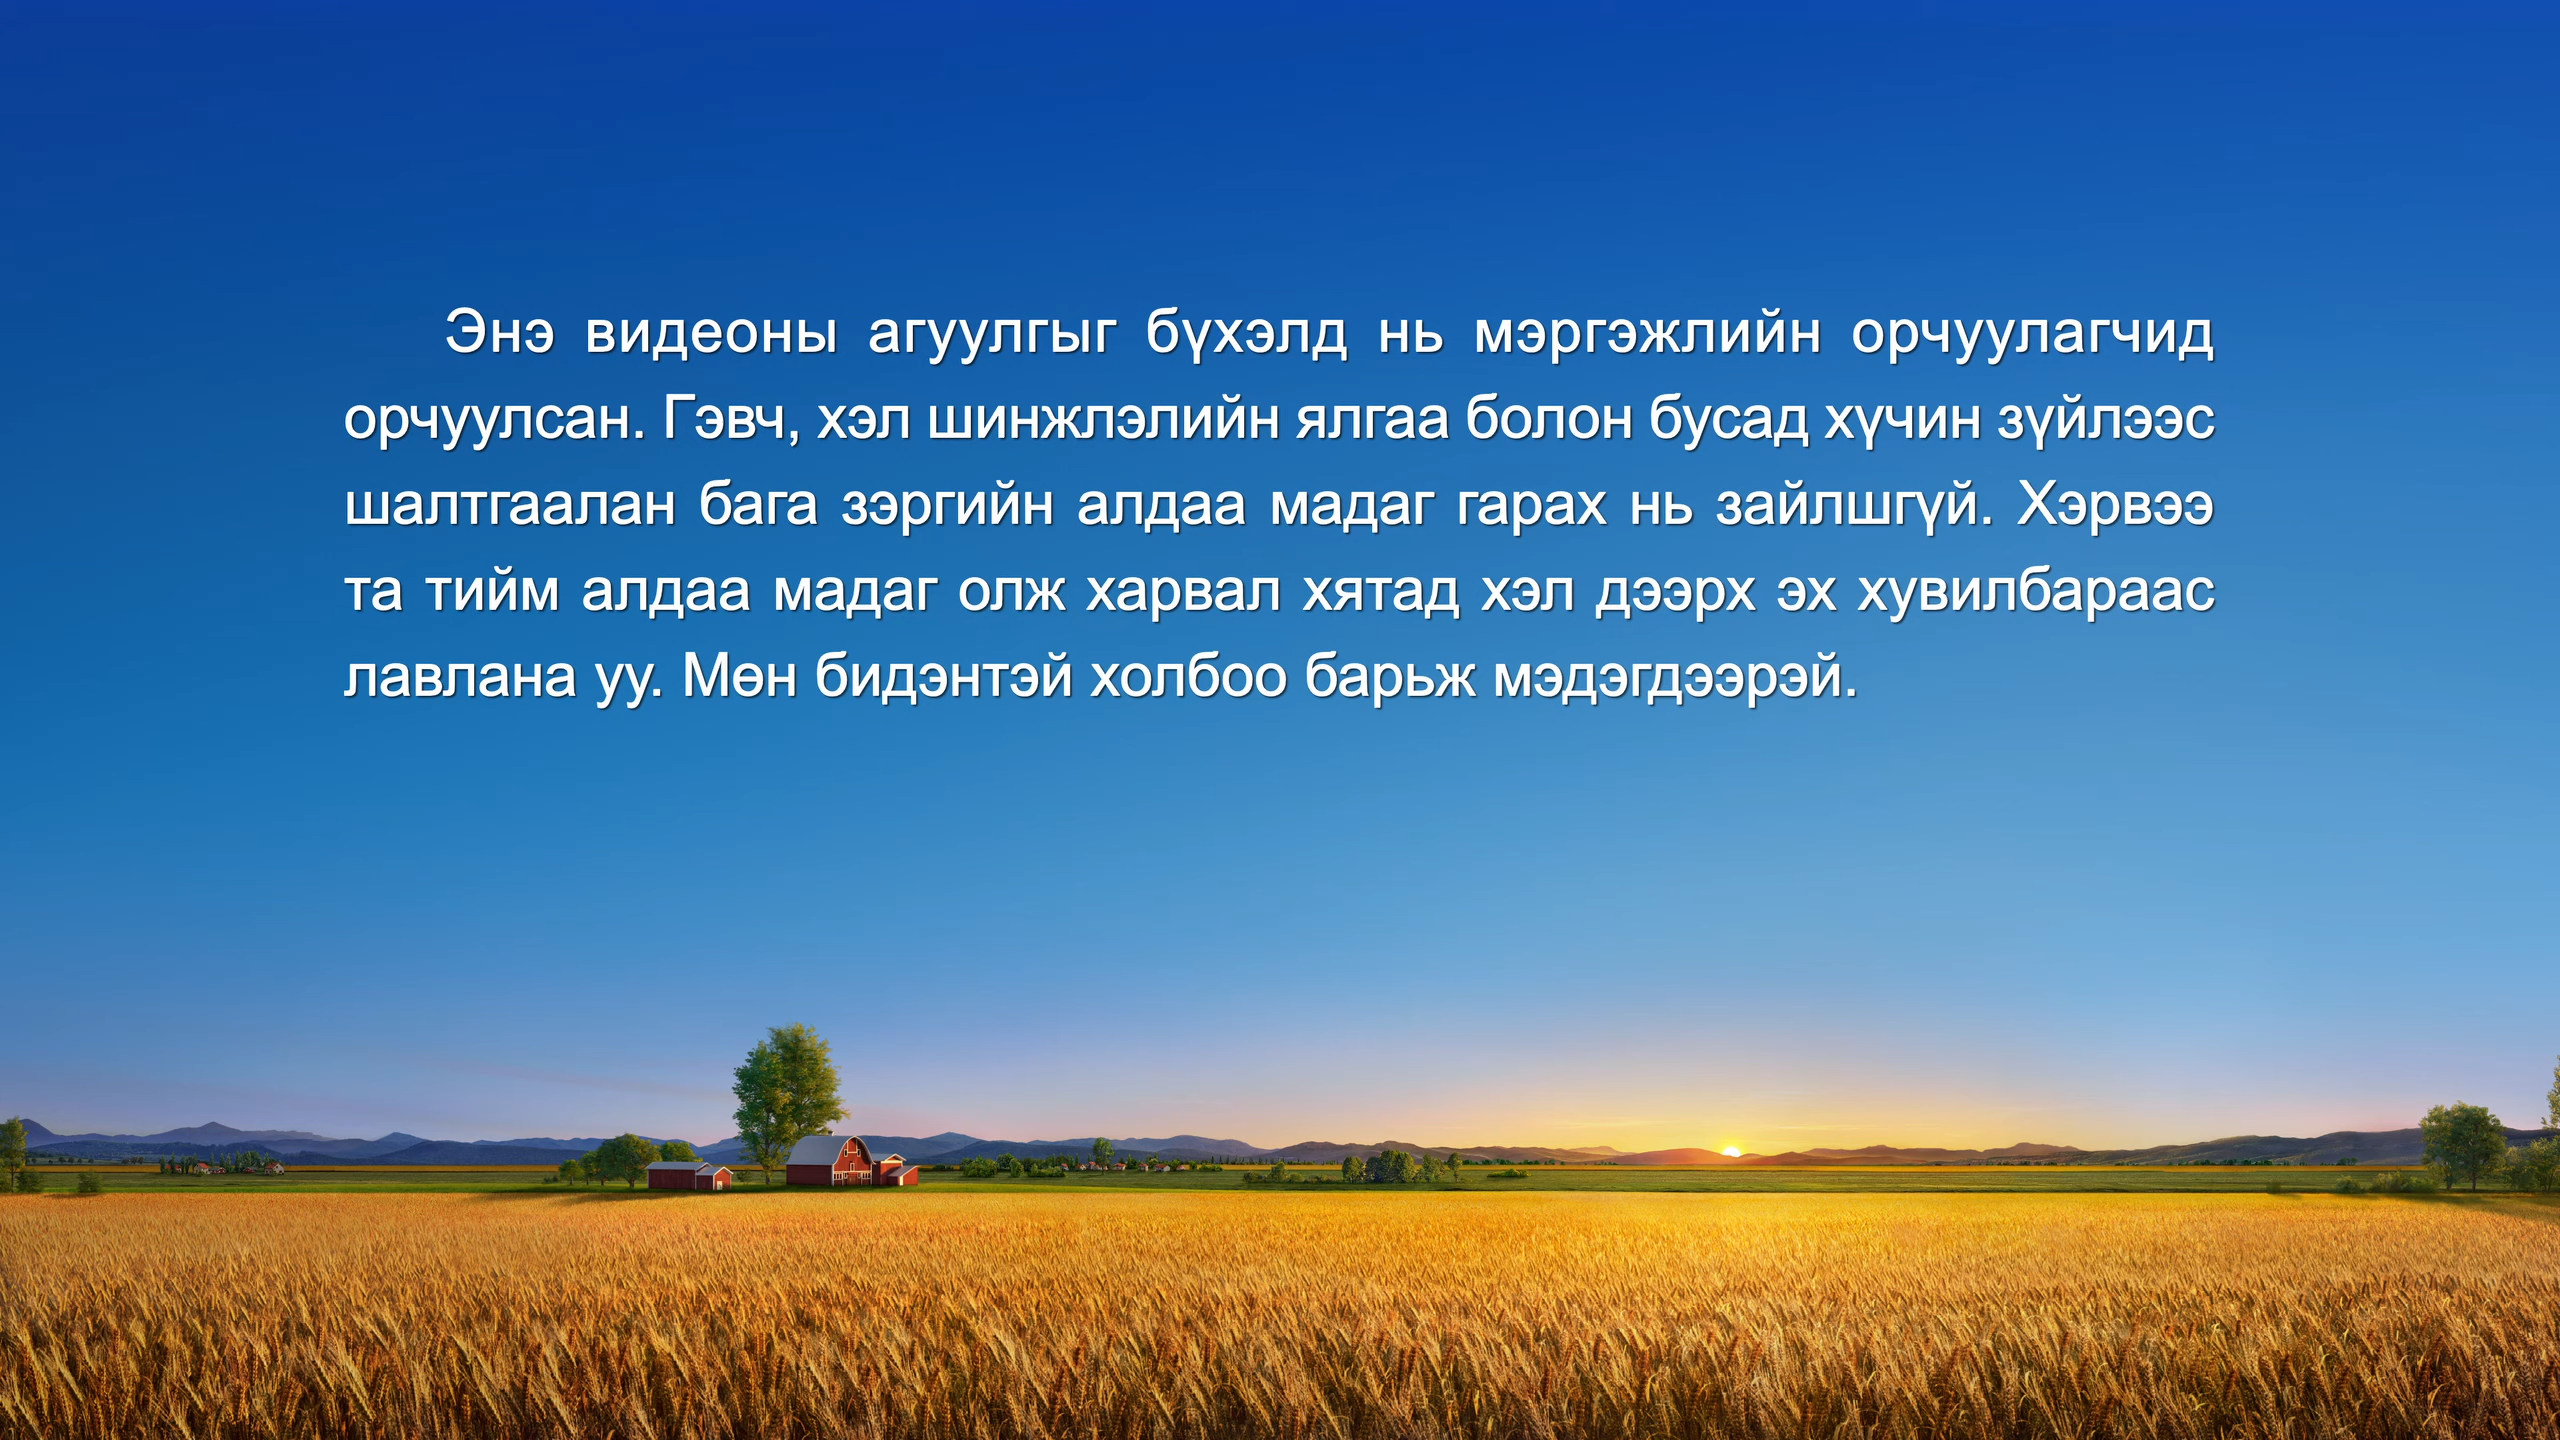 Энэ видеоны агуулгыг бүхэлд нь мэргэжлийн орчуулагчид
орчуулсан. Гэвч, хэл шинжлэлийн ялгаа болон бусад хүчин зүйлээс
шалтгаалан бага зэргийн алдаа мадаг гарах нь зайлшгүй. Хэрвээ
та тийм алдаа мадаг олж харвал хятад хэл дээрх эх хувилбараас
лавлана уу. Мөн бидэнтэй холбоо барьж мэдэгдээрэй.